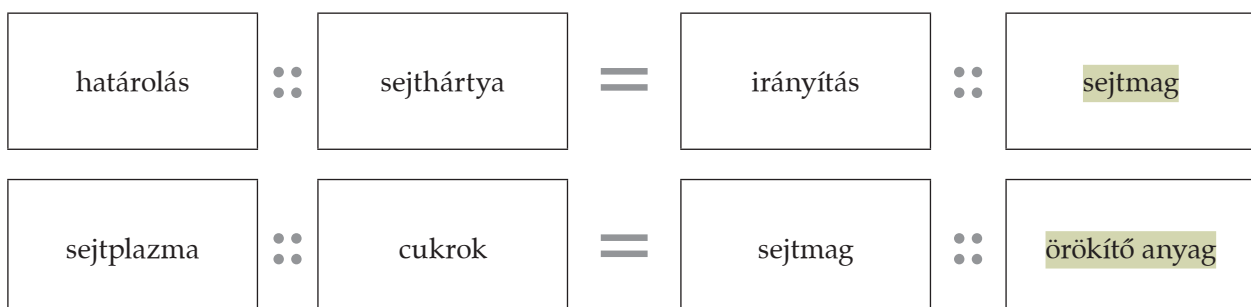 határolás :: sejthártya = irányítás :: sejtmag
sejtplazma :: cukrok = sejtmag :: örökítő anyag